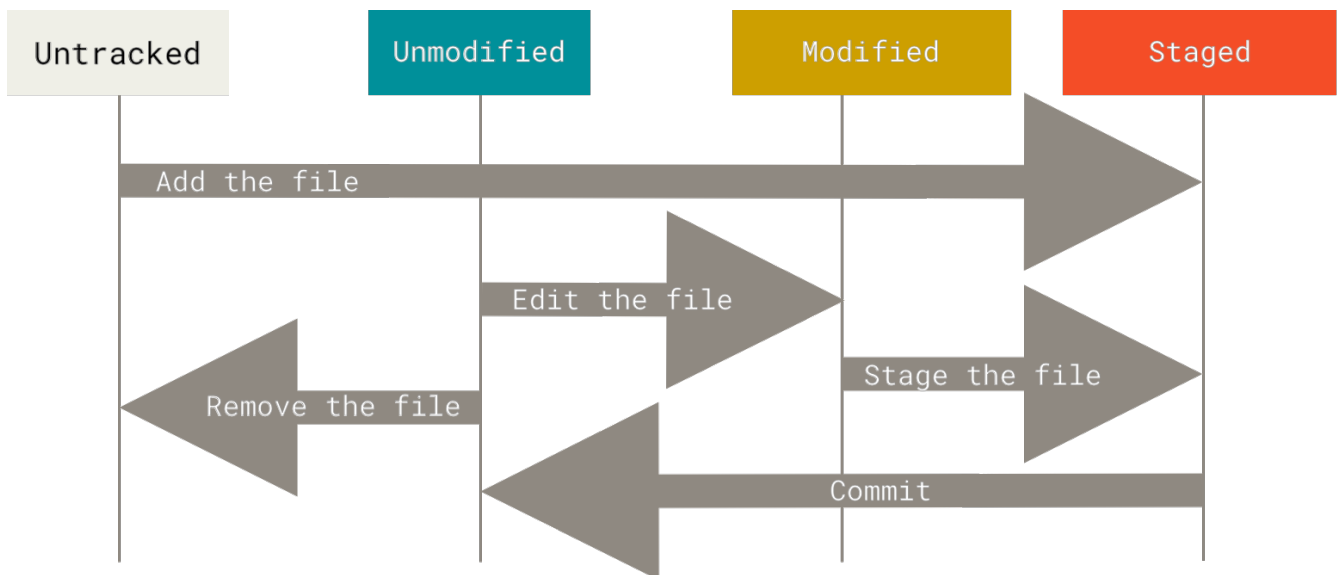 Untracked
Unmodified
Modified
Staged
Add the file
Edit the file
Stage the file
Remove the file
Commit